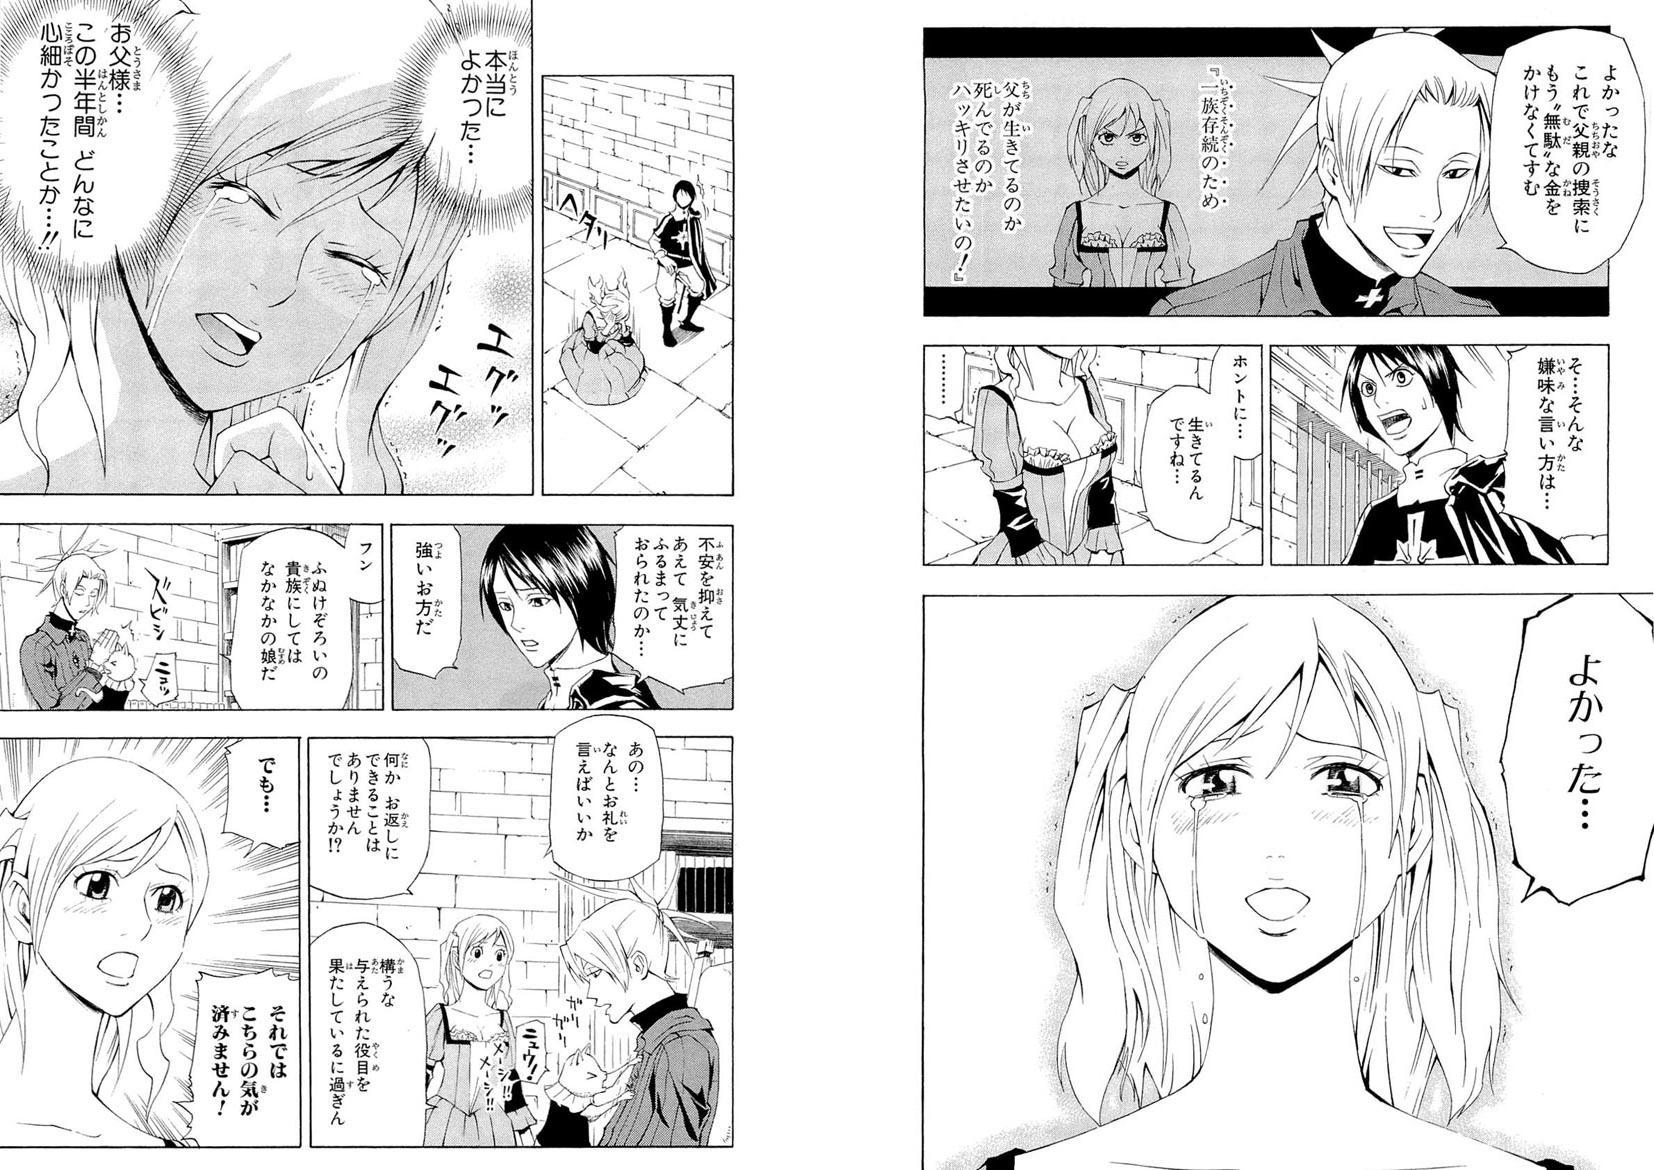 よかったな
これで父親の捜索に
もう〝無駄〟な金を
かけなくてすむ
『一族存続のため
父が生きてるのか
死んでるのか
ハッキリさせたいの！』
そ…そんな
嫌味な言い方は…
ホントに…
生きてるん
ですね…
………
よかった…
ヘタッ
本当に
よかった…
お父様…
この半年間 どんなに
心細かったことか…!!
エグッ
エグッ
不安を抑えて
あえて 気丈に
ふるまって
おられたのか…
強いお方だ
フン
ふぬけぞろいの
貴族にしては
なかなかの娘だ
ズビシ
ニュッ
あの…
なんとお礼を
言えばいいか
何か お返しに
できることは
ありません
でしょうか!?
構うな
与えられた役目を
果たしているに過ぎん
ガリ
ガリ
ニュウ!
メーシ!!
メーシ!!
でも…
それでは
こちらの気が
済みません!